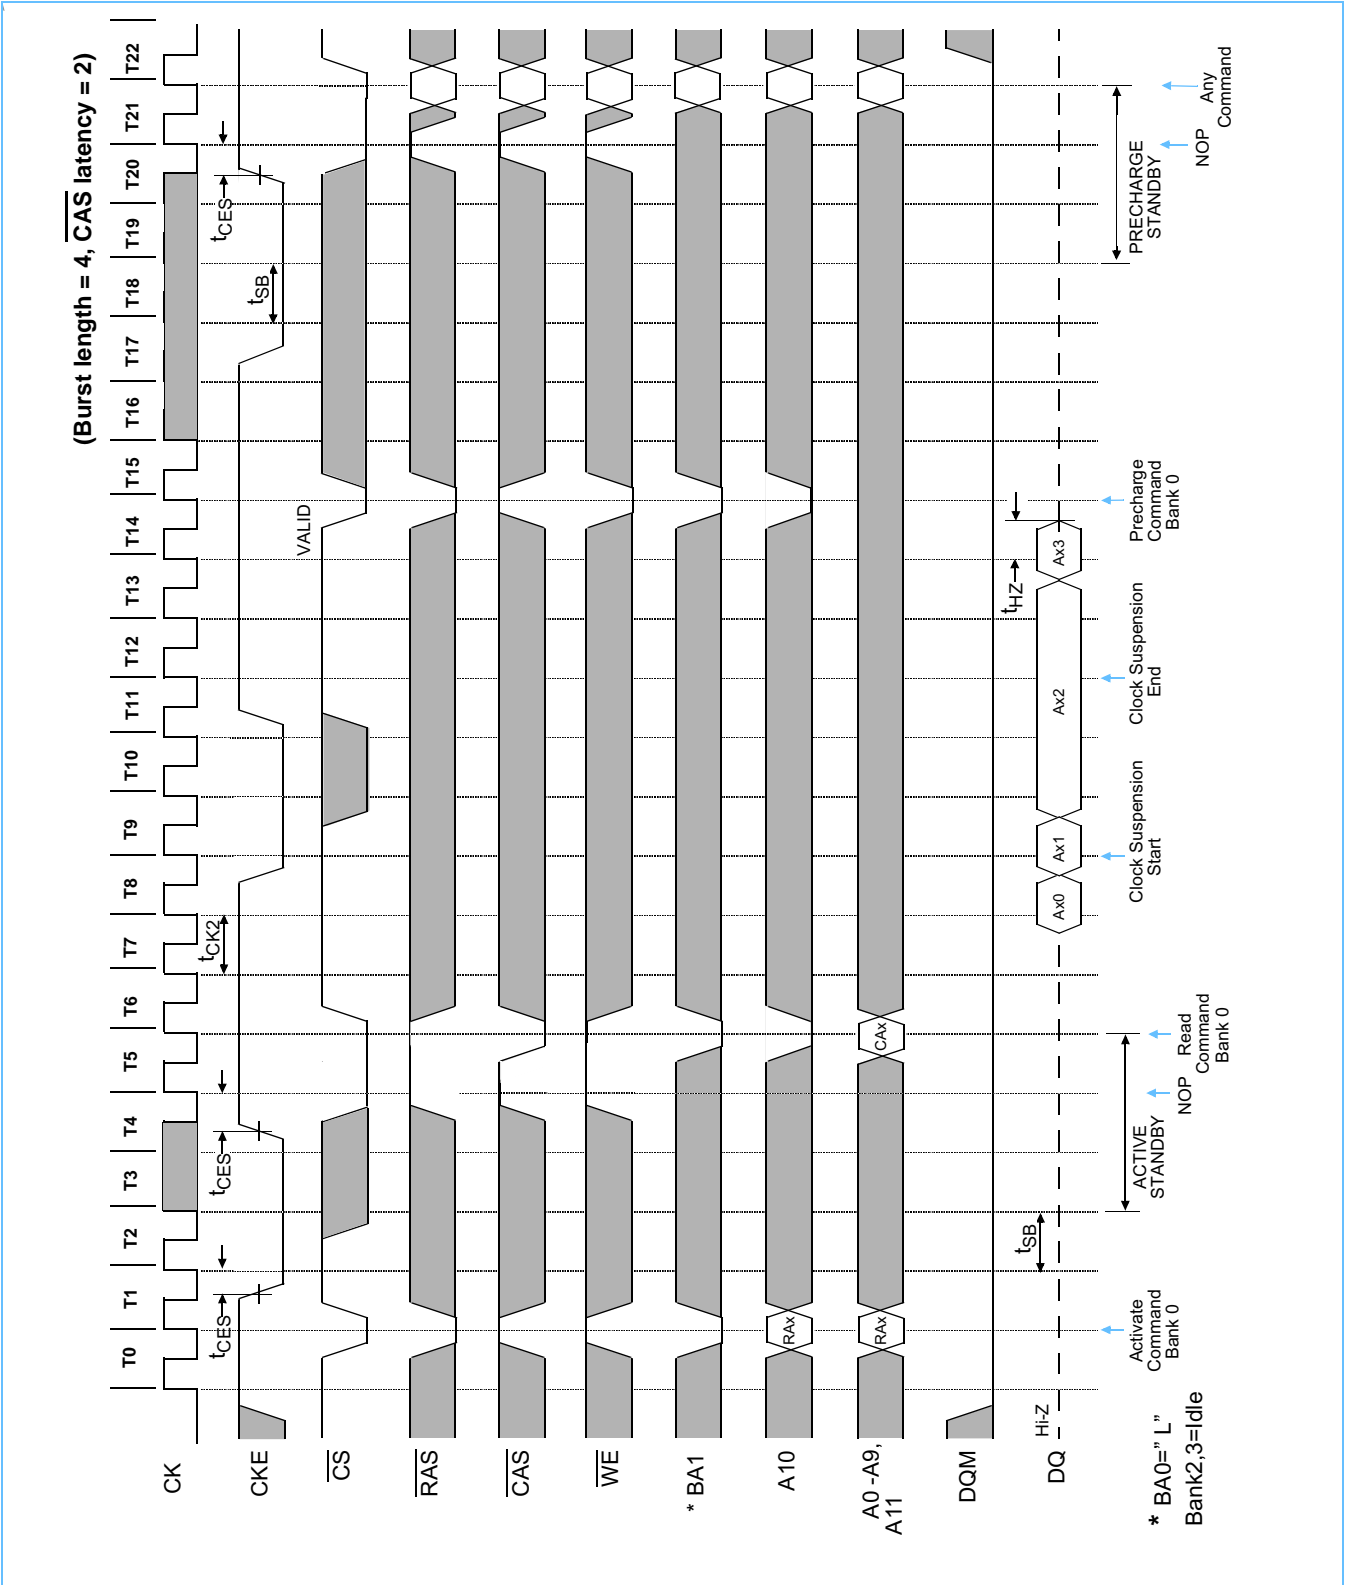 (Burst length = 4, CAS latency = 2)
T0 T1 T2 T3 T4 T5 T6 T7 T8 T9 T10 T11 T12 T13 T14 T15 T16 T17 T18 T19 T20 T21 T22
CK
tCK2
CKE
tCES
tCES
tSB
tCES
CS
VALID
RAS
CAS
WE
* BA1
A10
RAx
A0 -A9,
A11
RAx
CAx
DQM
DQ
Hi-Z
tSB
Ax0
Ax1
Ax2
Ax3
tHZ
ACTIVE
STANDBY
PRECHARGE
STANDBY
Activate
Command
Bank 0
NOP
Read
Command
Bank 0
Clock Suspension
Start
Clock Suspension
End
Precharge
Command
Bank 0
NOP
Any
Command
* BA0=” L”
Bank2,3=Idle